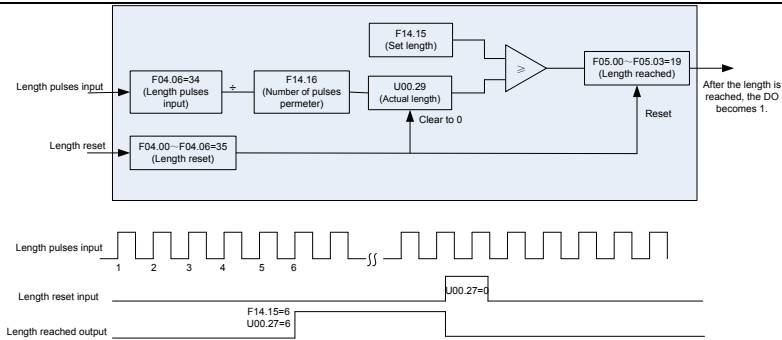 F14.15
(Set length)
F05.00～F05.03=19
(Length reached)
Length pulses input
F04.06=34
(Length pulses
input)
÷
F14.16
(Number of pulses
permeter)
U00.29
(Actual length)
≥
After the length is
reached, the DO
becomes 1.
Clear to 0
Reset
Length reset
F04.00～F04.06=35
(Length reset)
Length pulses input
1 2 3 4 5 6
Length reset input
U00.27=0
F14.15=6
U00.27=6
Length reached output